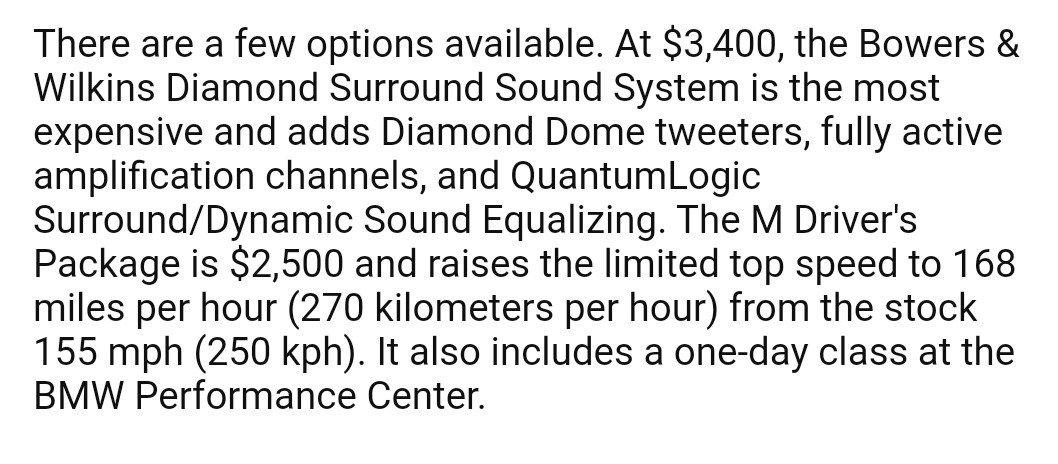 There are a few options available. At $3,400, the Bowers &
Wilkins Diamond Surround Sound System is the most
expensive and adds Diamond Dome tweeters, fully active
amplification channels, and QuantumLogic
Surround/Dynamic Sound Equalizing. The M Driver's
Package is $2,500 and raises the limited top speed to 168
miles per hour (270 kilometers per hour) from the stock
155 mph (250 kph). It also includes a one-day class at the
BMW Performance Center.